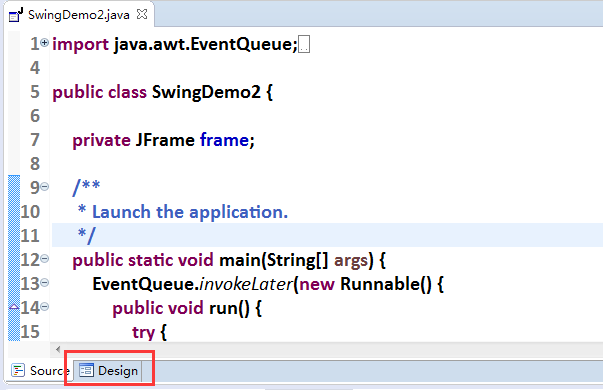 SwingDemo2.java
1 import java.awt.EventQueue;
4
5 public class SwingDemo2 {
6
7 private JFrame frame;
8
9 /**
10 * Launch the application.
11 */
12 public static void main(String[] args) {
13 EventQueue.invokeLater(new Runnable() {
14 public void run() {
15 try {
Source Design